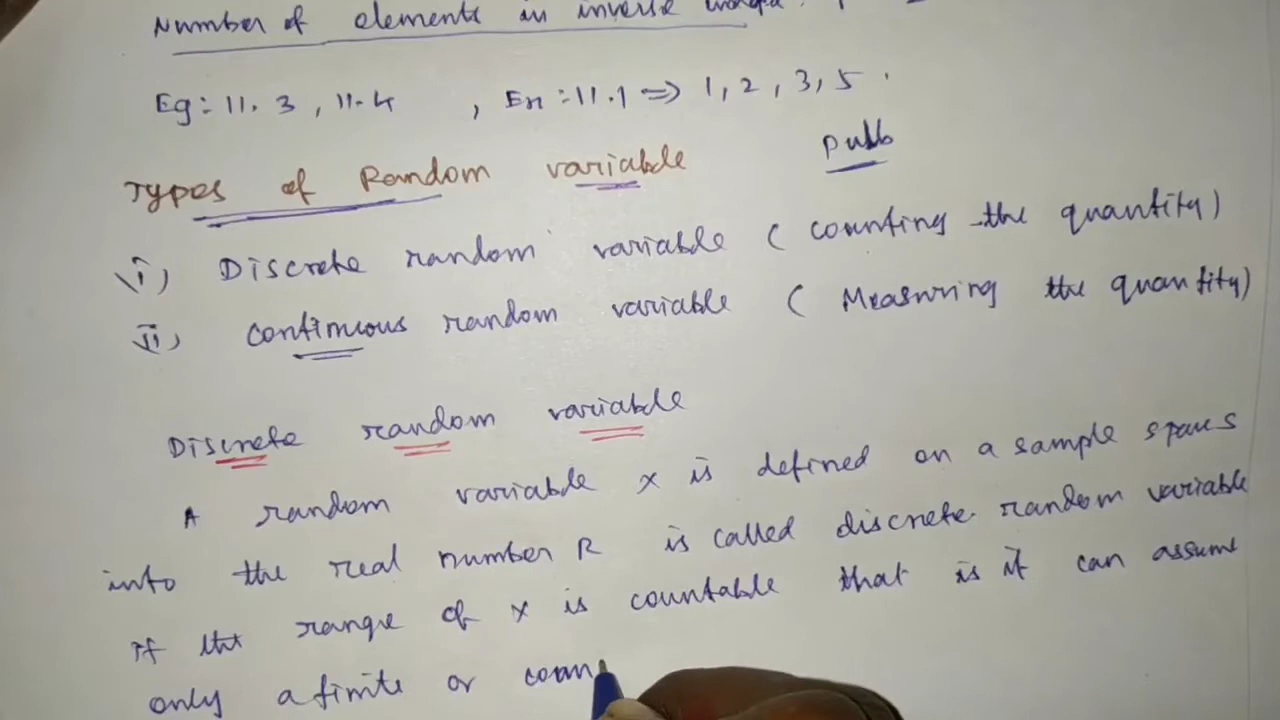 Number of elements in inverse
Eg: 11.3, 11.4 , Ex: 11.1 => 1, 2, 3, 5.
Types of Random variable
i) Discrete random variable (counting the quantity)
ii) Continuous random variable (Measuring the quantity)
Discrete random variable
A random variable x is defined on a sample spaces
into the real number R is called discrete random variable
if the range of x is countable that is it can assume
only a finite or coun